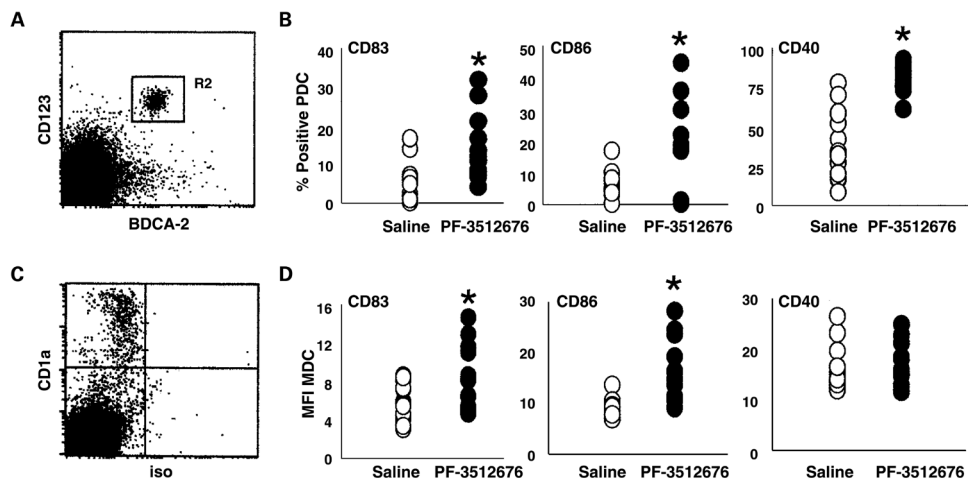 A
CD123
R2
BDCA-2
B
% Positive PDC
CD83
*
40
30
20
10
0
Saline PF-3512676
CD86
*
50
40
30
20
10
0
Saline PF-3512676
CD40
*
100
75
50
25
0
Saline PF-3512676
C
CD1a
iso
D
MFI MDC
CD83
*
16
12
8
4
0
Saline PF-3512676
CD86
*
30
20
10
0
Saline PF-3512676
CD40
30
20
10
0
Saline PF-3512676